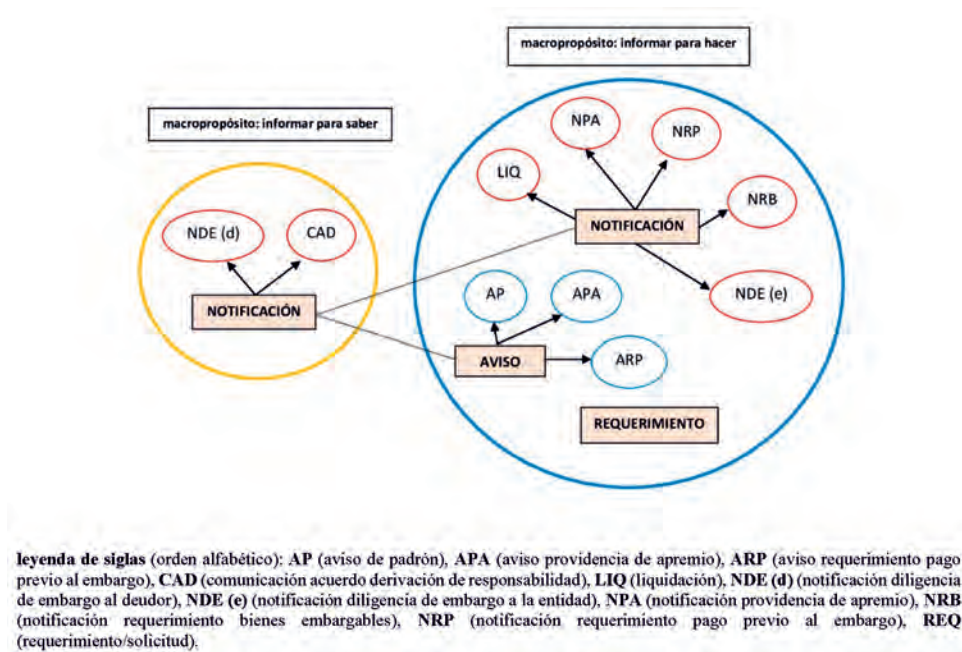 macropropósito: informar para hacer
macropropósito: informar para saber
NPA
NRP
LIQ
NRB
NOTIFICACIÓN
NDE (d)
CAD
NDE (e)
AP
APA
NOTIFICACIÓN
AVISO
ARP
REQUERIMIENTO
leyenda de siglas (orden alfabético): AP (aviso de padrón), APA (aviso providencia de apremio), ARP (aviso requerimiento pago
previo al embargo), CAD (comunicación acuerdo derivación de responsabilidad), LIQ (liquidación), NDE (d) (notificación diligencia
de embargo al deudor), NDE (e) (notificación diligencia de embargo a la entidad), NPA (notificación providencia de apremio), NRB
(notificación requerimiento bienes embargables), NRP (notificación requerimiento pago previo al embargo), REQ
(requerimiento/solicitud).